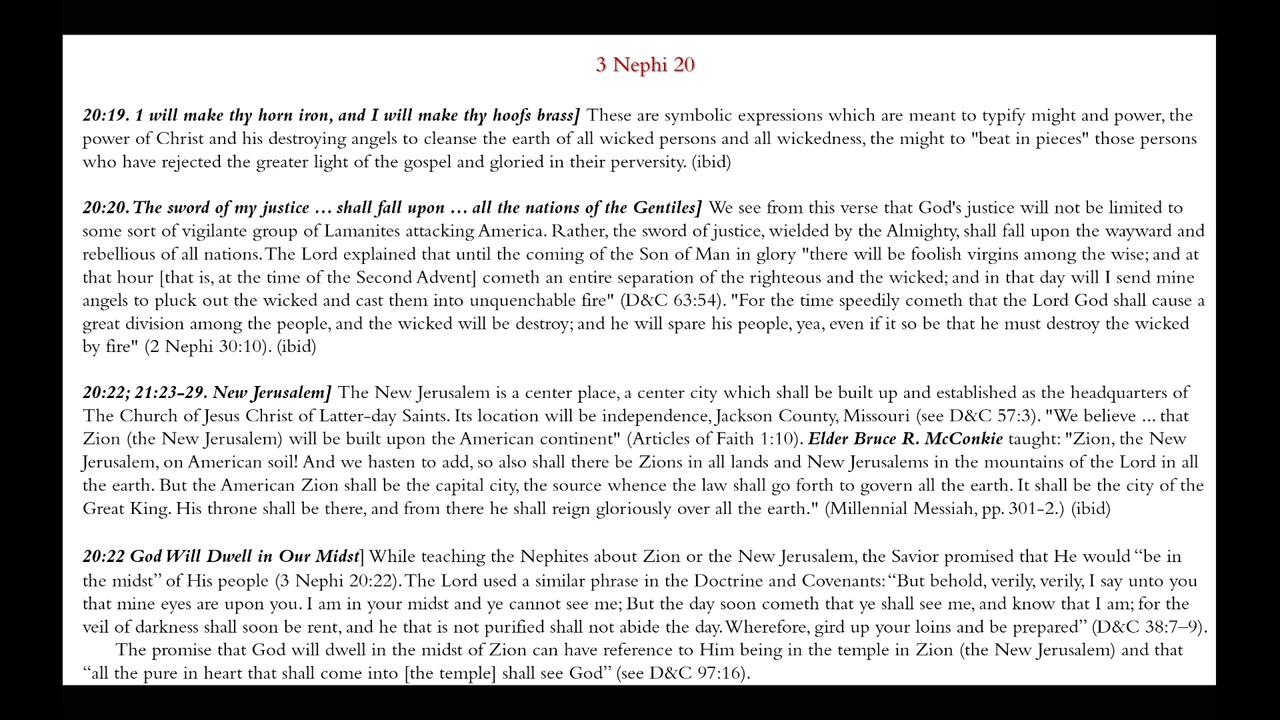 3 Nephi 20
20:19. 1 will make thy horn iron, and I will make thy hoofs brass] These are symbolic expressions which are meant to typify might and power, the
power of Christ and his destroying angels to cleanse the earth of all wicked persons and all wickedness, the might to "beat in pieces" those persons
who have rejected the greater light of the gospel and gloried in their perversity. (ibid)
20:20. The sword of my justice … shall fall upon … all the nations of the Gentiles] We see from this verse that God's justice will not be limited to
some sort of vigilante group of Lamanites attacking America. Rather, the sword of justice, wielded by the Almighty, shall fall upon the wayward and
rebellious of all nations. The Lord explained that until the coming of the Son of Man in glory "there will be foolish virgins among the wise; and at
that hour [that is, at the time of the Second Advent] cometh an entire separation of the righteous and the wicked; and in that day will I send mine
angels to pluck out the wicked and cast them into unquenchable fire" (D&C 63:54). "For the time speedily cometh that the Lord God shall cause a
great division among the people, and the wicked will be destroy; and he will spare his people, yea, even if it so be that he must destroy the wicked
by fire" (2 Nephi 30:10). (ibid)
20:22; 21:23-29. New Jerusalem] The New Jerusalem is a center place, a center city which shall be built up and established as the headquarters of
The Church of Jesus Christ of Latter-day Saints. Its location will be independence, Jackson County, Missouri (see D&C 57:3). "We believe ... that
Zion (the New Jerusalem) will be built upon the American continent" (Articles of Faith 1:10). Elder Bruce R. McConkie taught: "Zion, the New
Jerusalem, on American soil! And we hasten to add, so also shall there be Zions in all lands and New Jerusalems in the mountains of the Lord in all
the earth. But the American Zion shall be the capital city, the source whence the law shall go forth to govern all the earth. It shall be the city of the
Great King. His throne shall be there, and from there he shall reign gloriously over all the earth." (Millennial Messiah, pp. 301-2.) (ibid)
20:22 God Will Dwell in Our Midst] While teaching the Nephites about Zion or the New Jerusalem, the Savior promised that He would “be in
the midst” of His people (3 Nephi 20:22). The Lord used a similar phrase in the Doctrine and Covenants: “But behold, verily, verily, I say unto you
that mine eyes are upon you. I am in your midst and ye cannot see me; But the day soon cometh that ye shall see me, and know that I am; for the
veil of darkness shall soon be rent, and he that is not purified shall not abide the day. Wherefore, gird up your loins and be prepared” (D&C 38:7–9).
The promise that God will dwell in the midst of Zion can have reference to Him being in the temple in Zion (the New Jerusalem) and that
“all the pure in heart that shall come into [the temple] shall see God” (see D&C 97:16).